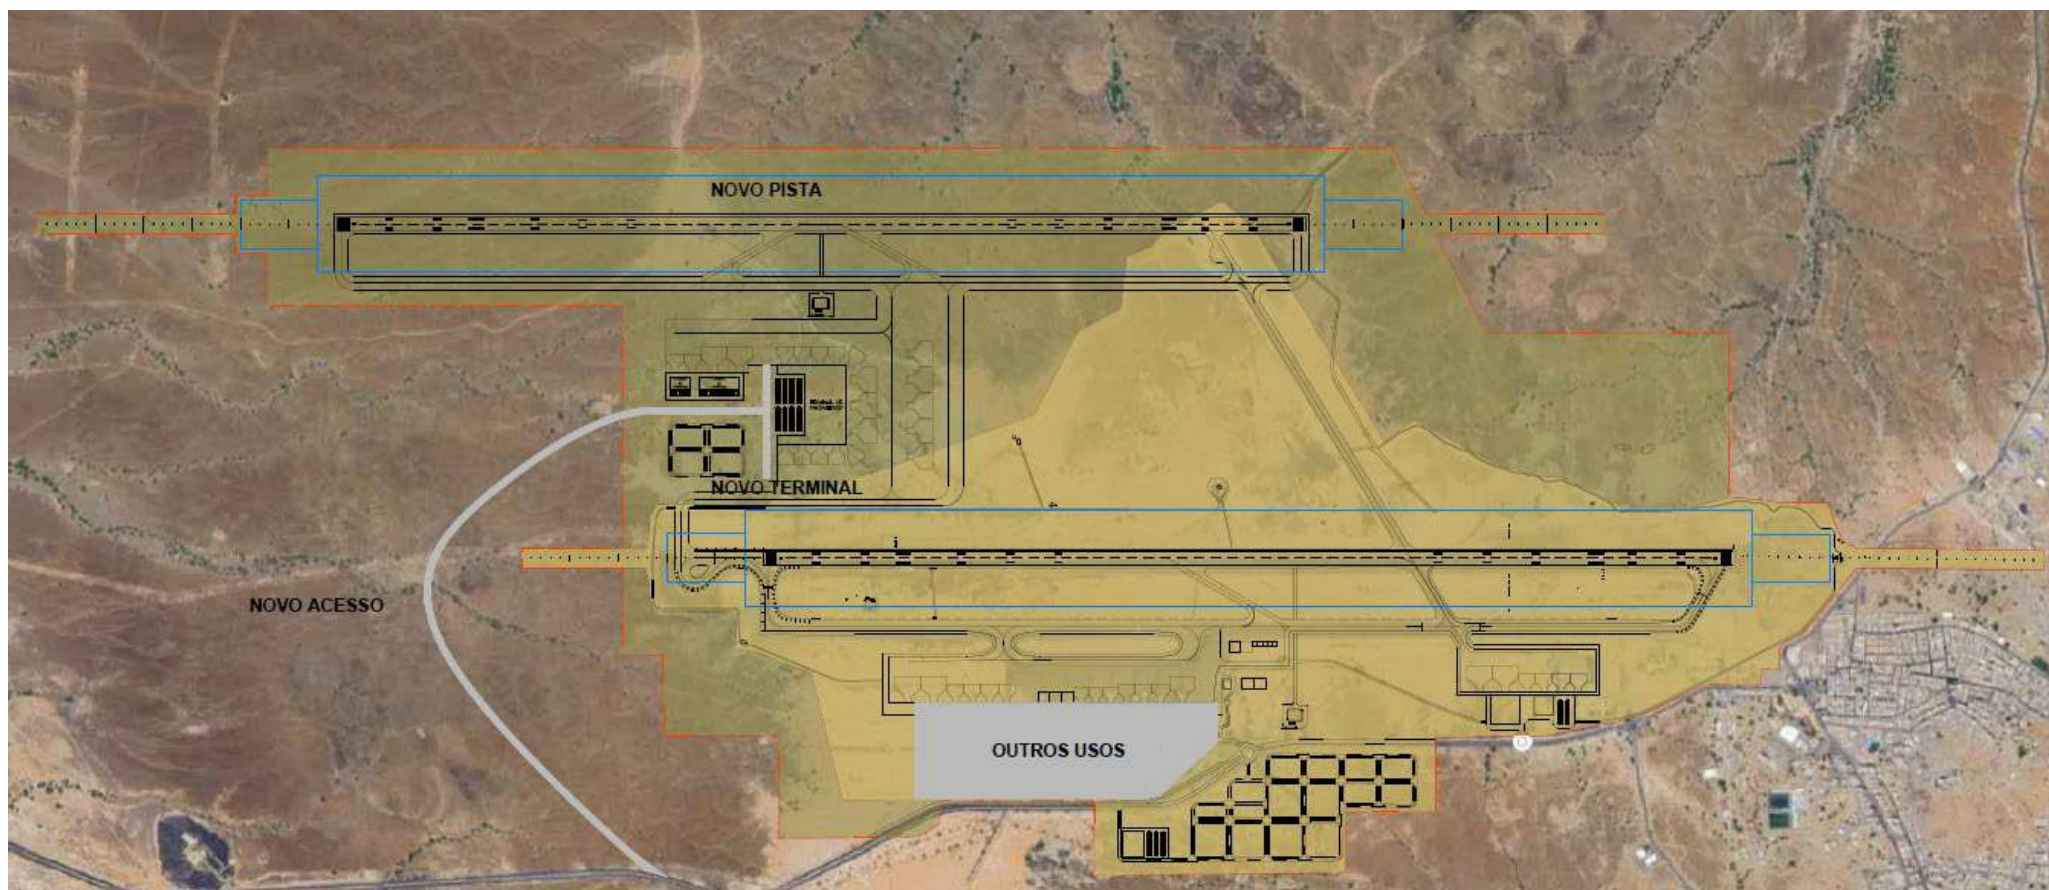 NOVO PISTA
NOVO TERMINAL
NOVO ACESSO
OUTROS USOS